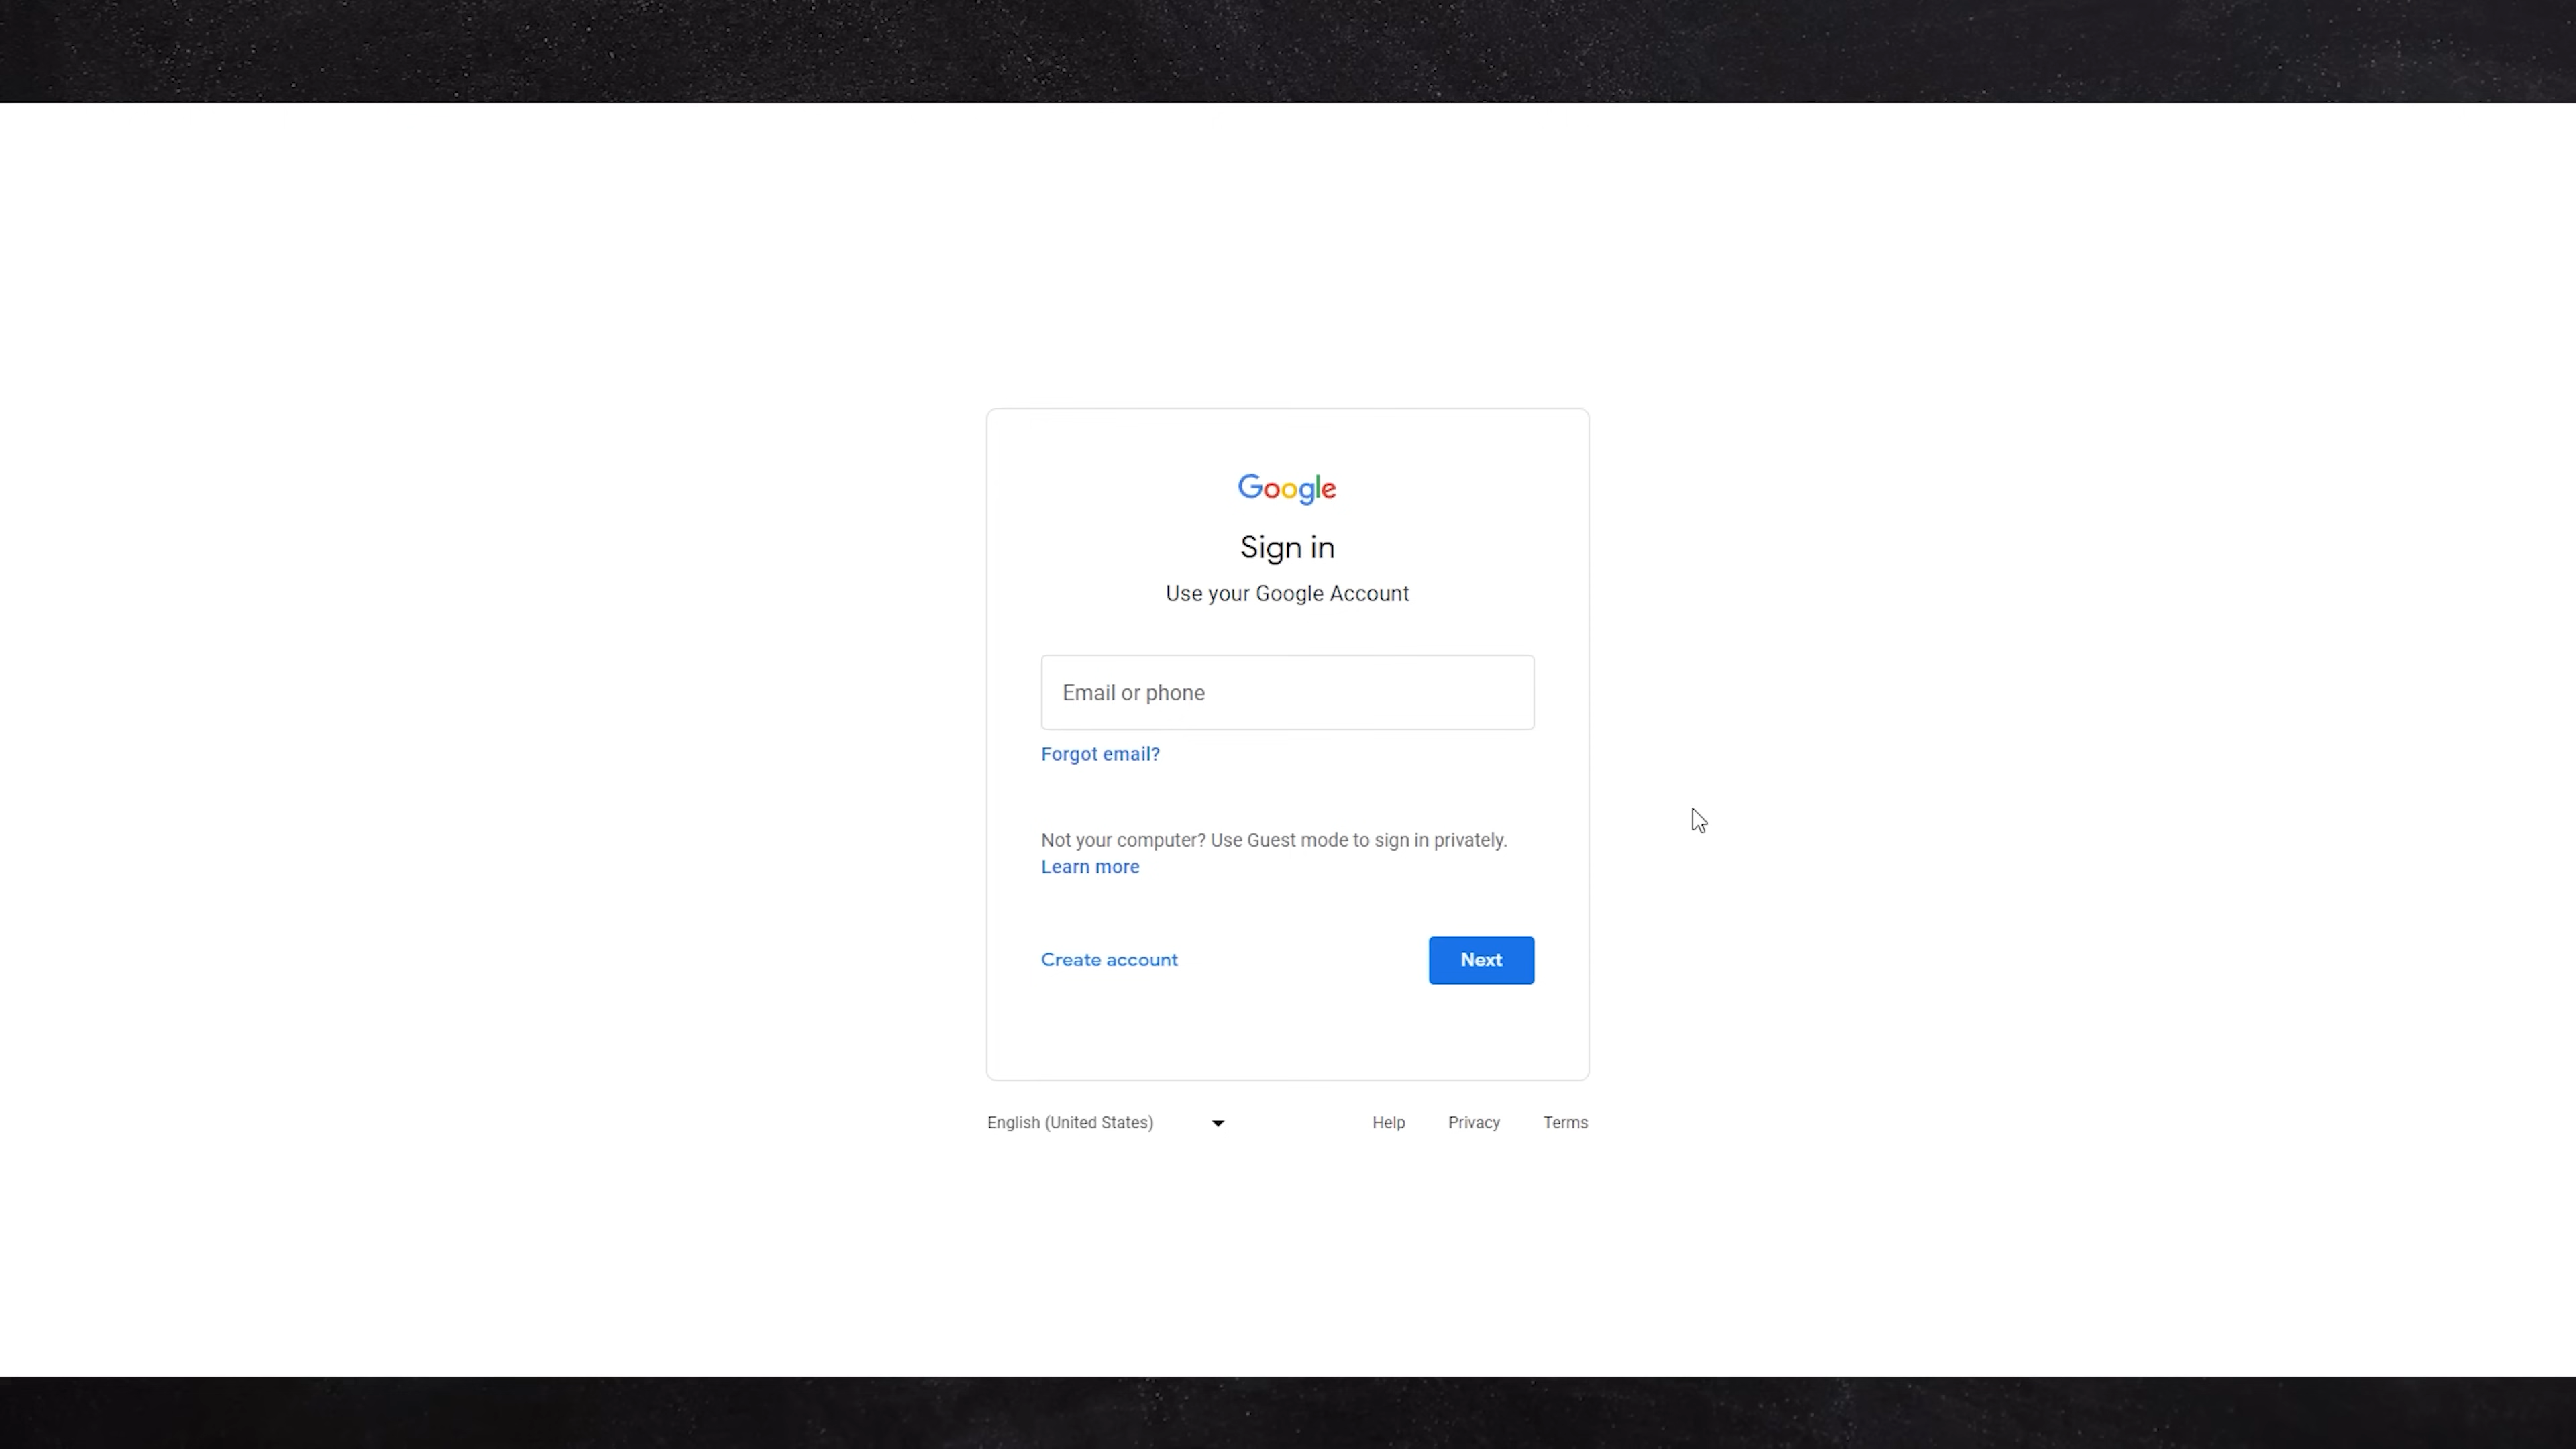 Google
Sign in
Use your Google Account
Email or phone
Forgot email?
Not your computer? Use Guest mode to sign in privately.
Learn more
Create account
Next
English (United States)
Help
Privacy
Terms